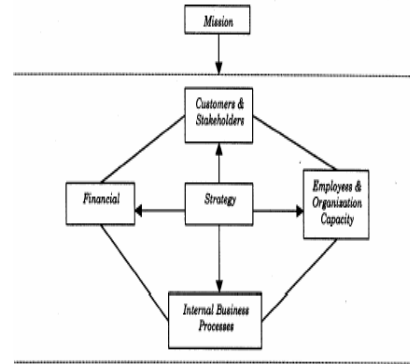 Mission
Customers &
Stakeholders
Financial
Strategy
Employees &
Organization
Capacity
Internal Business
Processes